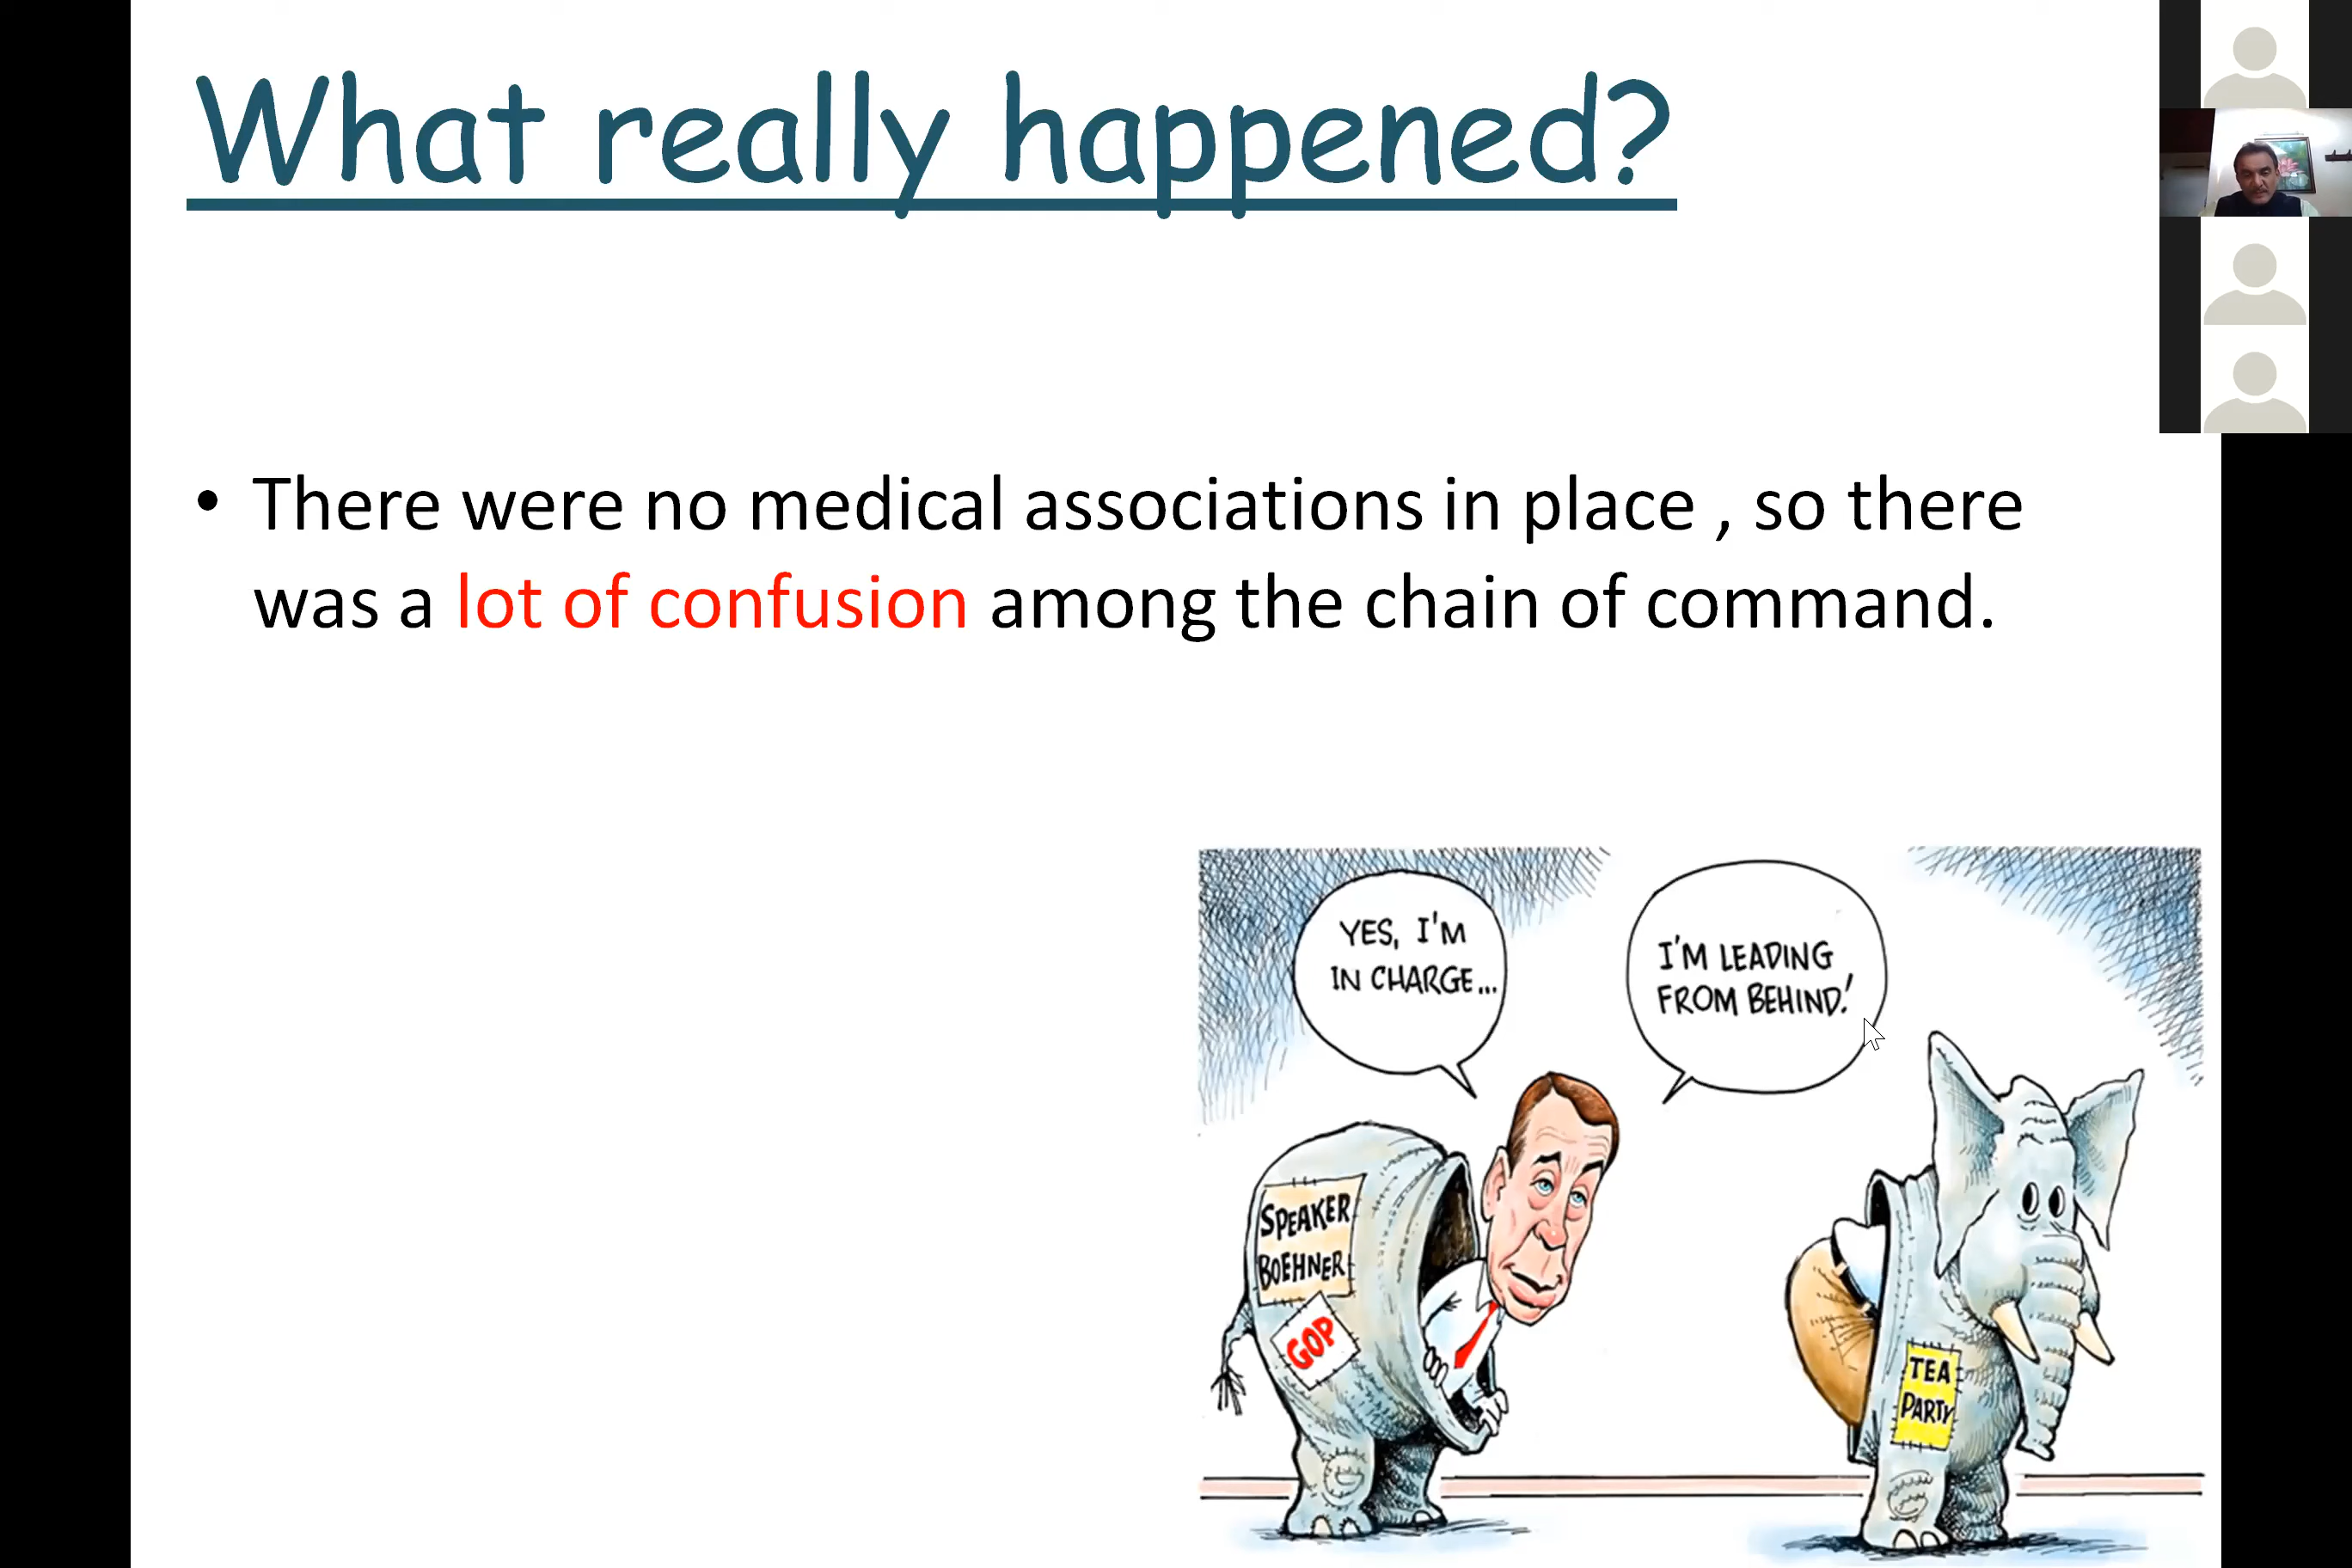 What really happened?
• There were no medical associations in place , so there
was a lot of confusion among the chain of command.
YES, I'M
IN CHARGE...
I'M LEADING
FROM BEHIND!
SPEAKER
BOEHNER
GOP
TEA
PARTY